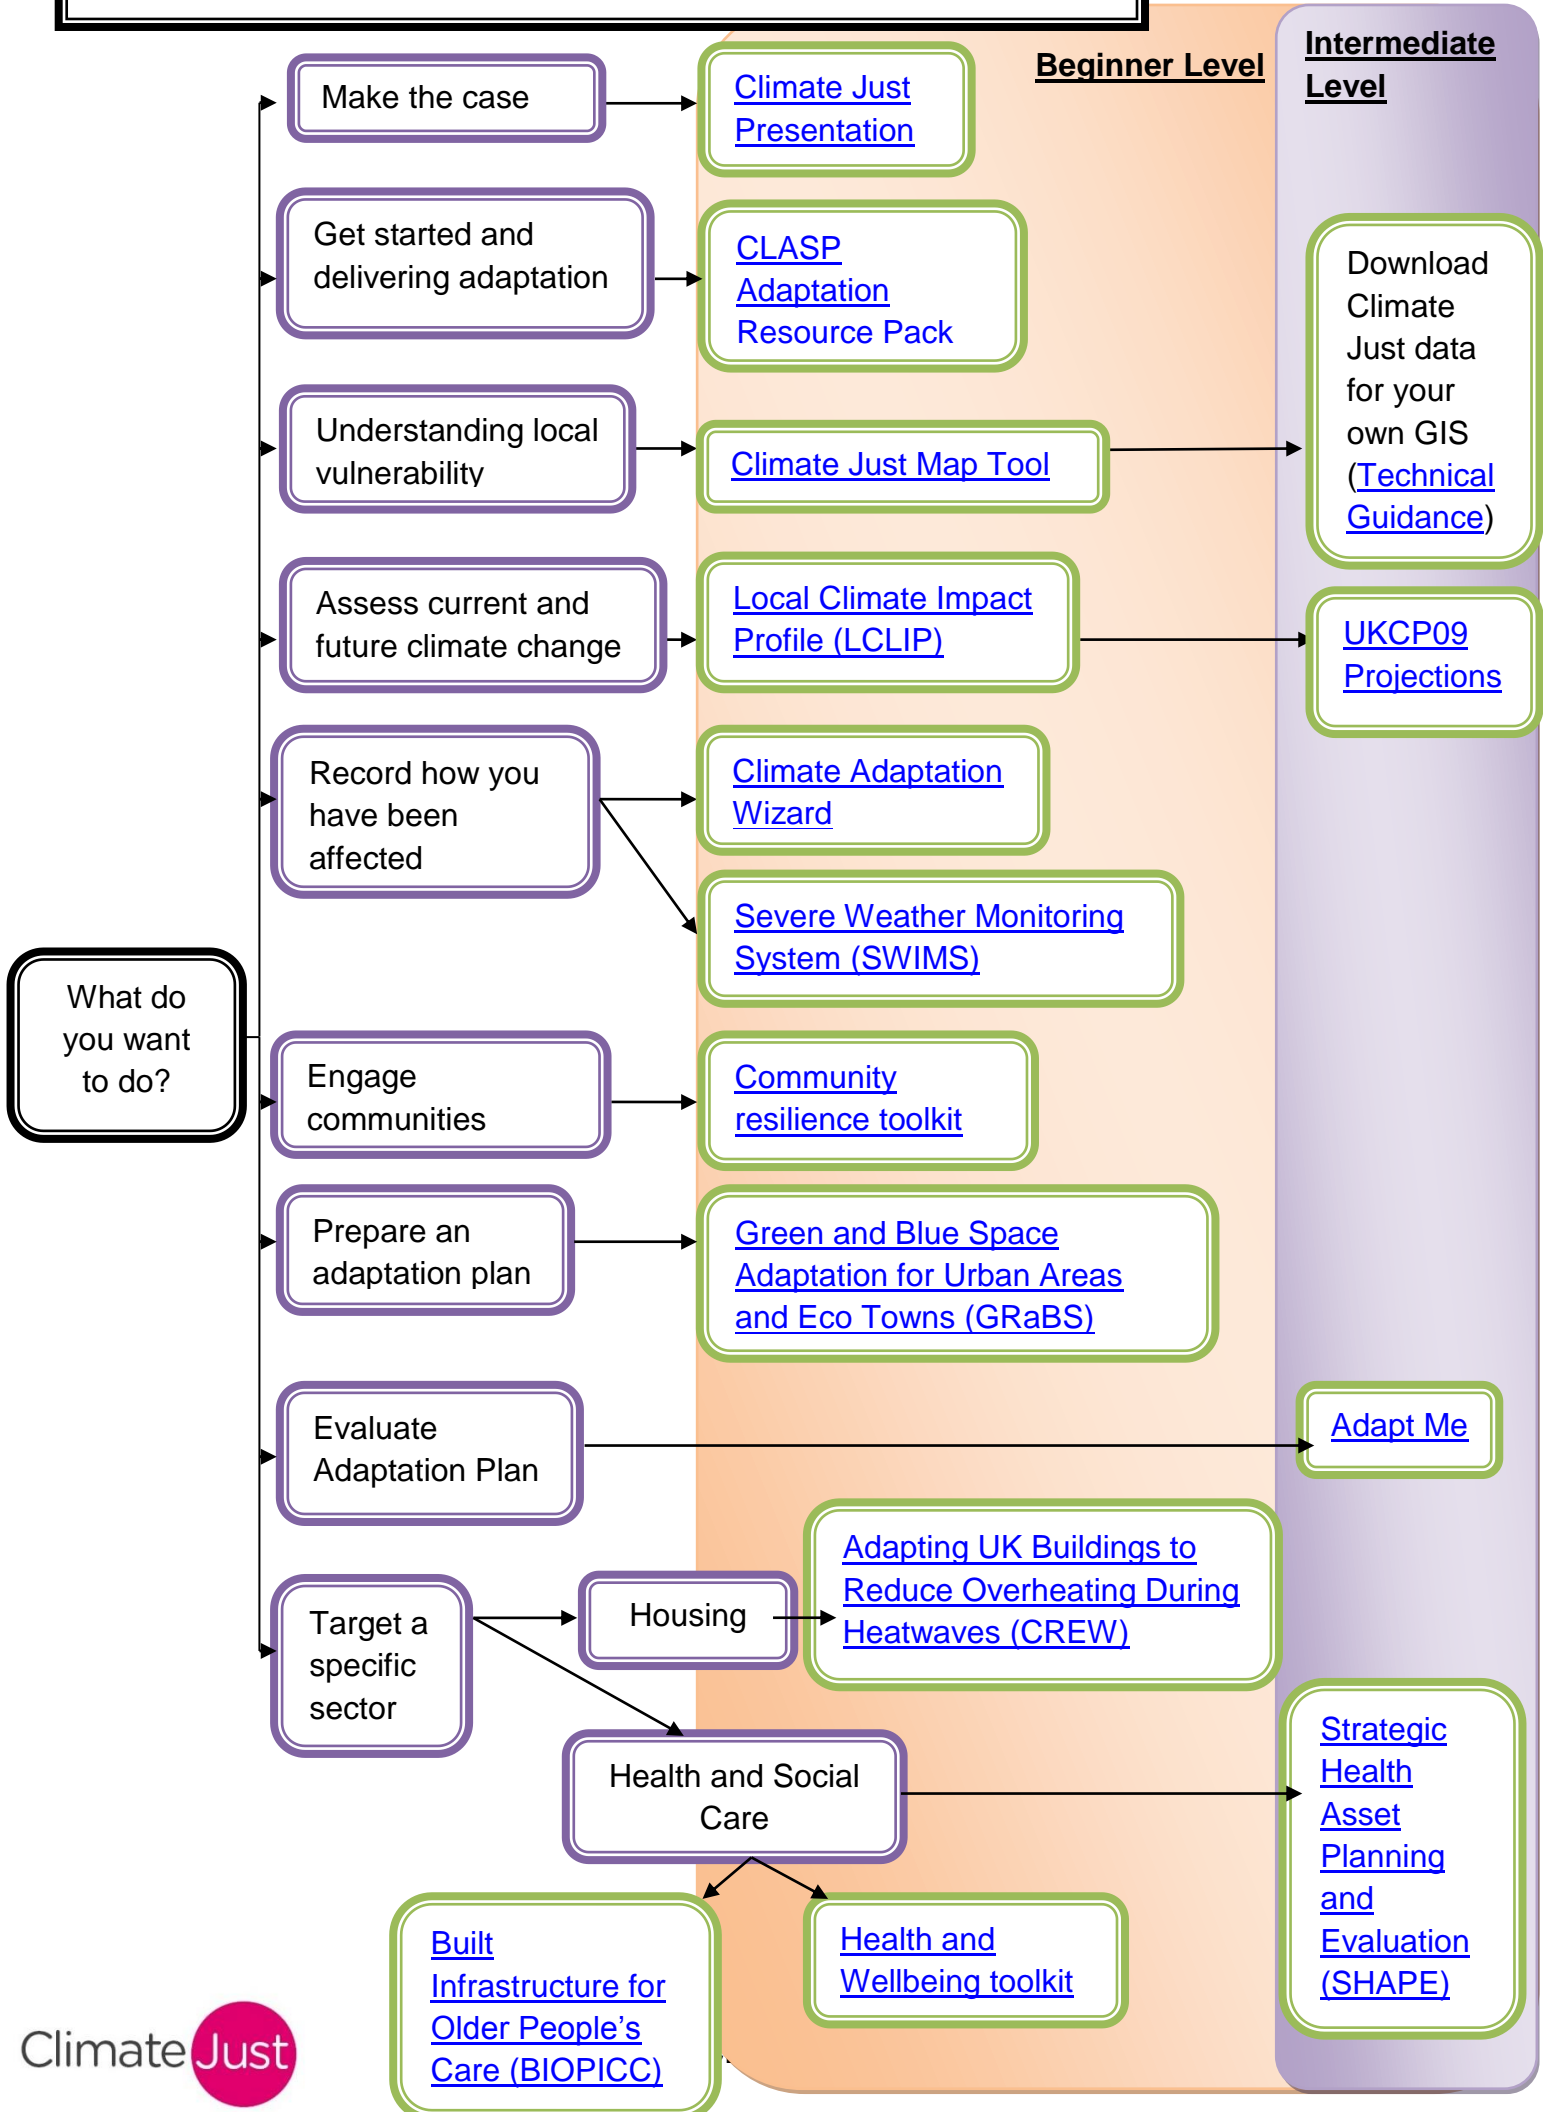 Beginner Level
Intermediate
Level
Make the case
Climate Just
Presentation
Get started and
delivering adaptation
CLASP
Adaptation
Resource Pack
Download
Climate
Just data
for your
own GIS
(Technical
Guidance)
Understanding local
vulnerability
Climate Just Map Tool
Assess current and
future climate change
Local Climate Impact
Profile (LCLIP)
UKCP09
Projections
Record how you
have been
affected
Climate Adaptation
Wizard
Severe Weather Monitoring
System (SWIMS)
What do
you want
to do?
Engage
communities
Community
resilience toolkit
Prepare an
adaptation plan
Green and Blue Space
Adaptation for Urban Areas
and Eco Towns (GRaBS)
Evaluate
Adaptation Plan
Adapt Me
Target a
specific
sector
Housing
Adapting UK Buildings to
Reduce Overheating During
Heatwaves (CREW)
Health and Social
Care
Strategic
Health
Asset
Planning
and
Evaluation
(SHAPE)
Built
Infrastructure for
Older People's
Care (BIOPICC)
Health and
Wellbeing toolkit
Climate Just